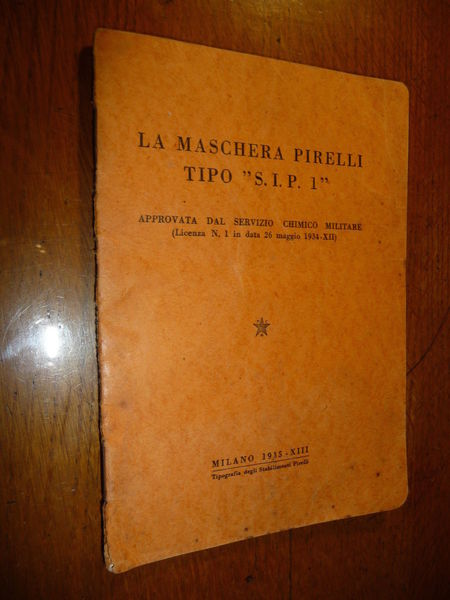 LA MASCHERA PIRELLI
TIPO "S. I. P. 1"
APPROVATA DAL SERVIZIO CHIMICO MILITARE
(Licenza N. 1 in data 26 maggio 1934-XII)
MILANO 1935-XIII
Tipografia degli Stabilimenti Pirelli